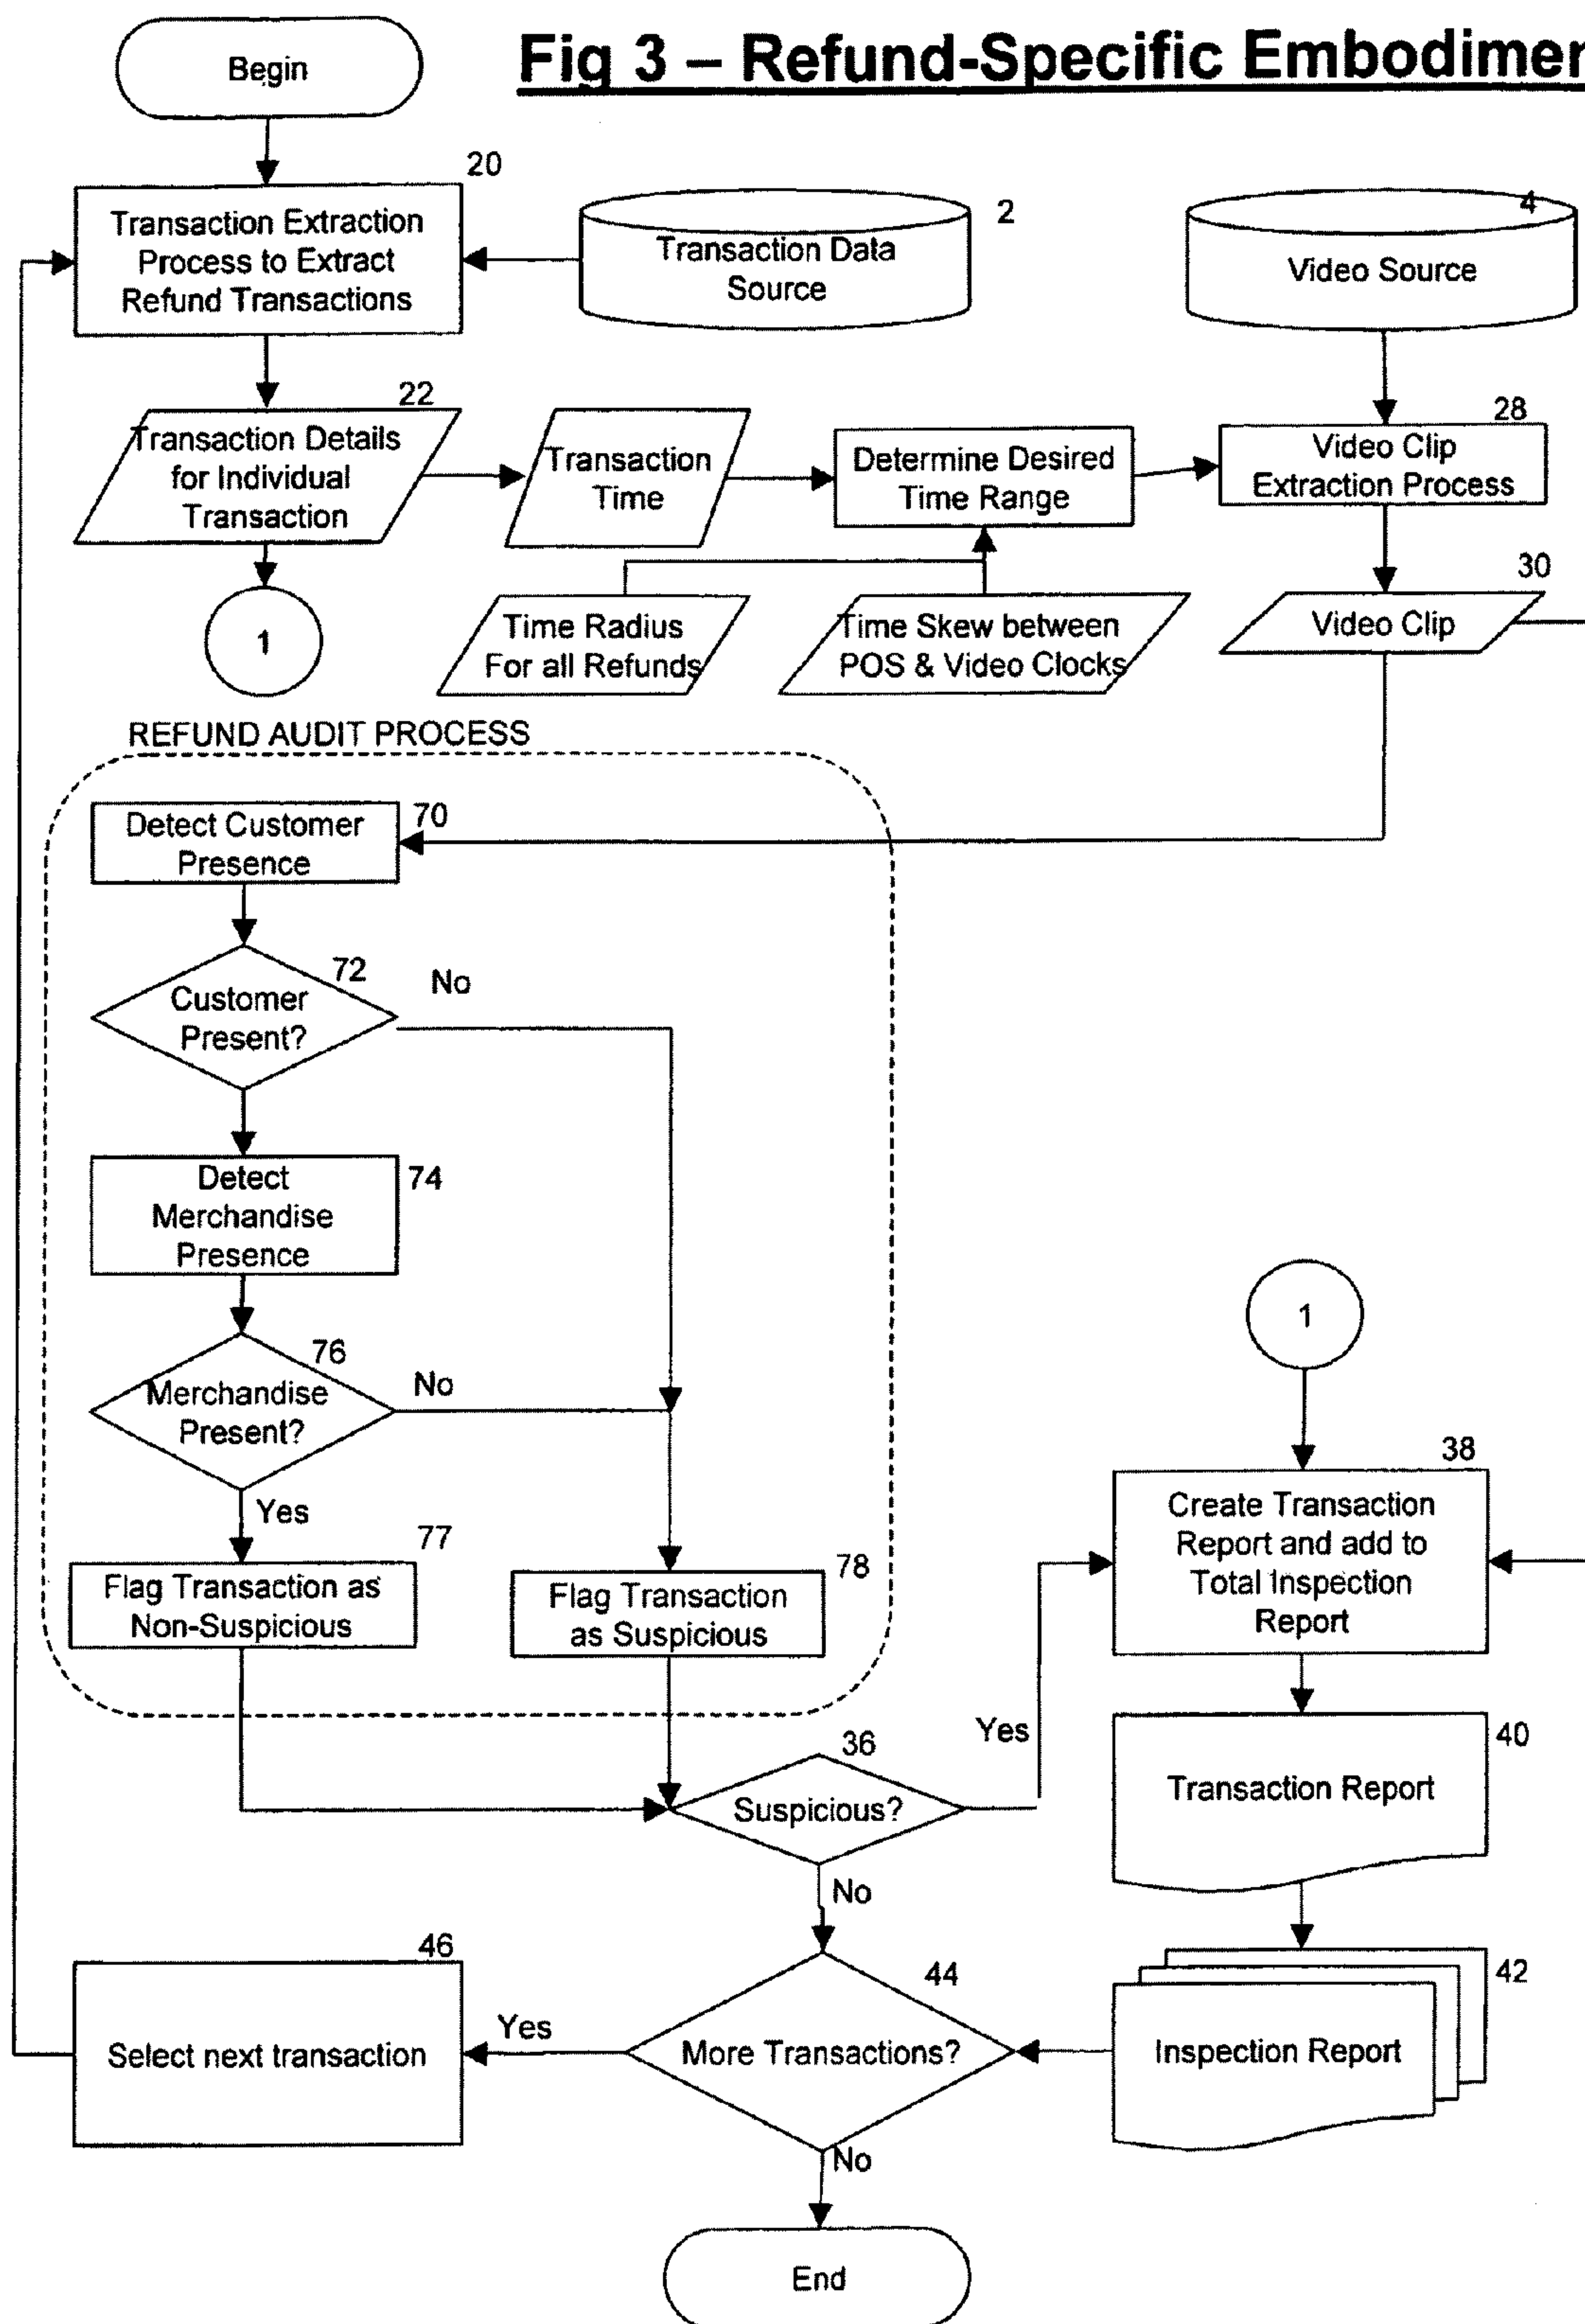 Fig 3 – Refund-Specific Embodimen
Begin
20
Transaction Extraction
Process to Extract
Refund Transactions
Transaction Data
Source
2
4
Video Source
22
Transaction Details
for Individual
Transaction
Transaction
Time
Determine Desired
Time Range
28
Video Clip
Extraction Process
1
Time Radius
For all Refunds
Time Skew between
POS & Video Clocks
30
Video Clip
REFUND AUDIT PROCESS
Detect Customer
Presence
70
72
Customer
Present?
No
Detect
Merchandise
Presence
74
76
Merchandise
Present?
No
Yes
77
Flag Transaction as
Non-Suspicious
78
Flag Transaction
as Suspicious
1
38
Create Transaction
Report and add to
Total Inspection
Report
36
Suspicious?
Yes
No
40
Transaction Report
46
Select next transaction
Yes
44
More Transactions?
42
Inspection Report
No
End